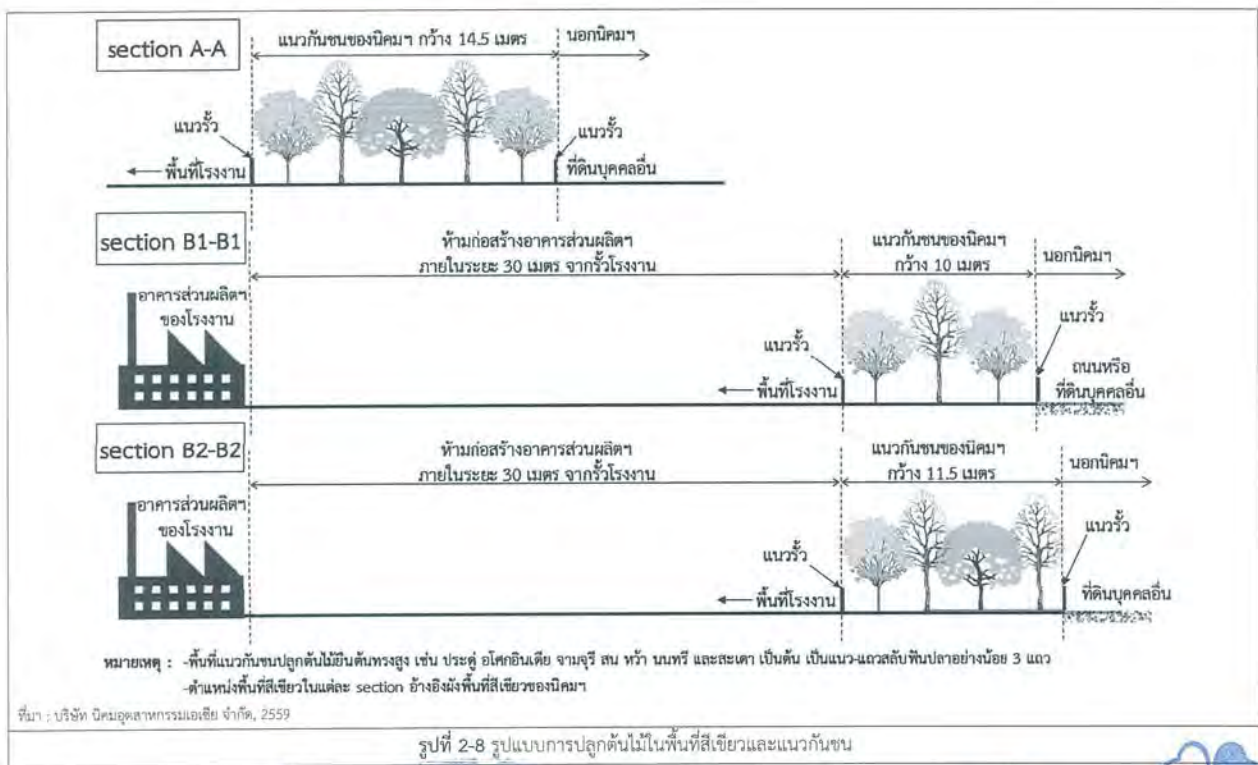 section A-A
แนวกันชนของนิคมฯ กว้าง 14.5 เมตร
นอกนิคมฯ
แนวรั้ว
แนวรั้ว
พื้นที่โรงงาน
ที่ดินบุคคลอื่น
section B1-B1
ห้ามก่อสร้างอาคารส่วนผลิตฯ
ภายในระยะ 30 เมตร จากรั้วโรงงาน
แนวกันชนของนิคมฯ
กว้าง 10 เมตร
นอกนิคมฯ
อาคารส่วนผลิตฯ
ของโรงงาน
แนวรั้ว
แนวรั้ว
พื้นที่โรงงาน
ถนนหรือ
ที่ดินบุคคลอื่น
section B2-B2
ห้ามก่อสร้างอาคารส่วนผลิตฯ
ภายในระยะ 30 เมตร จากรั้วโรงงาน
แนวกันชนของนิคมฯ
กว้าง 11.5 เมตร
นอกนิคมฯ
อาคารส่วนผลิตฯ
ของโรงงาน
แนวรั้ว
แนวรั้ว
พื้นที่โรงงาน
ที่ดินบุคคลอื่น
หมายเหตุ : -พื้นที่แนวกันชนปลูกต้นไม้ยืนต้นทรงสูง เช่น ประดู่ อโศกอินเดีย จามจุรี สน หว้า นนทรี และสะเดา เป็นต้น เป็นแนว-แถวสลับฟันปลาอย่างน้อย 3 แถว
-ตำแหน่งพื้นที่สีเขียวในแต่ละ section อ้างอิงผังพื้นที่สีเขียวของนิคมฯ
ที่มา : บริษัท นิคมอุตสาหกรรมเอเซีย จำกัด, 2559
รูปที่ 2-8 รูปแบบการปลูกต้นไม้ในพื้นที่สีเขียวและแนวกันชน